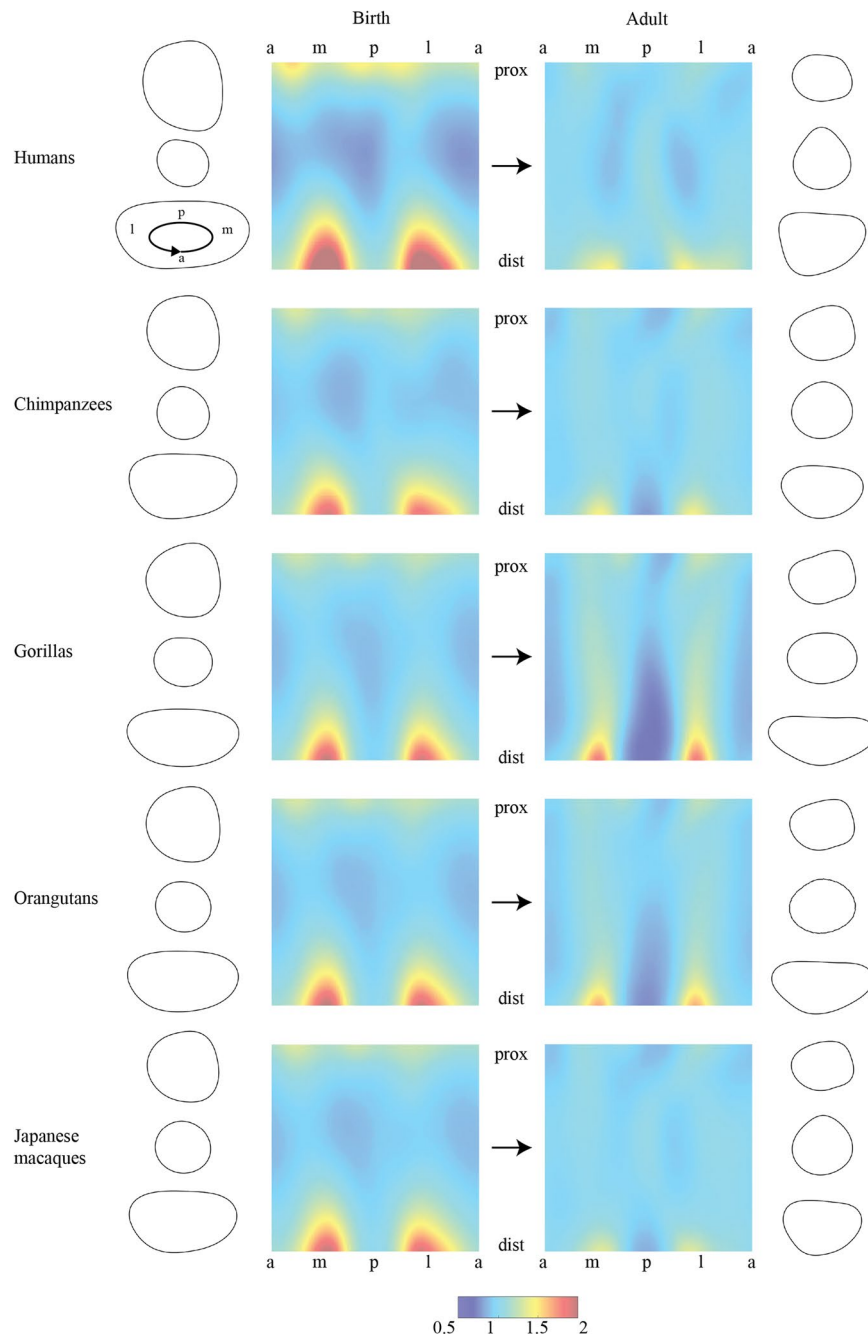 Birth Adult
a m p l a a m p l a
prox
Humans
p
l m
a
dist
prox
Chimpanzees
dist
prox
Gorillas
dist
prox
Orangutans
dist
prox
Japanese
macaques
dist
a m p l a a m p l a
0.5 1 1.5 2